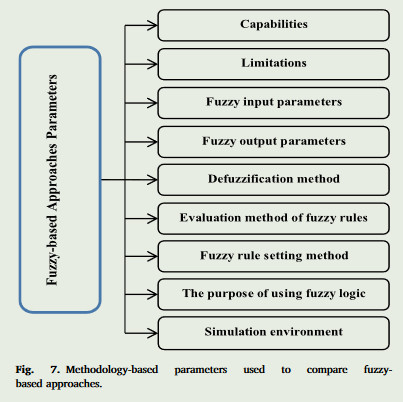 Fuzzy-based Approaches Parameters
Capabilities
Limitations
Fuzzy input parameters
Fuzzy output parameters
Defuzzification method
Evaluation method of fuzzy rules
Fuzzy rule setting method
The purpose of using fuzzy logic
Simulation environment
Fig. 7. Methodology-based parameters used to compare fuzzy-
based approaches.